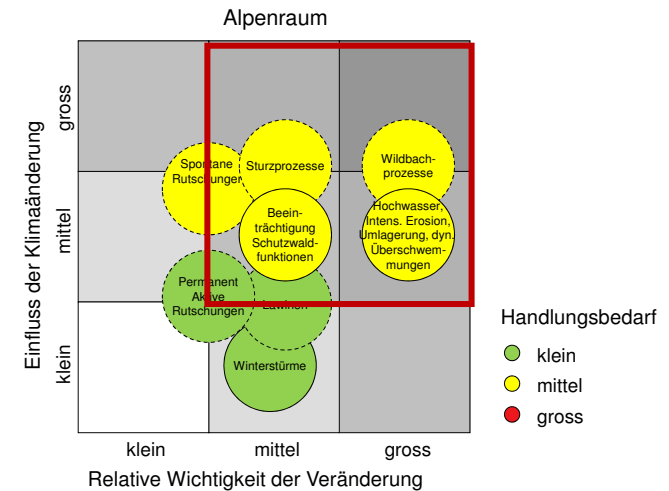 Alpenraum
Einfluss der Klimaänderung
gross
mittel
klein
Spontane
Rutschungen
Sturzprozesse
Wildbach-
prozesse
Beein-
trächtigung
Schutzwald-
funktionen
Hochwasser,
Intens. Erosion,
Umlagerung, dyn.
Überschwem-
mungen
Permanent
Aktive
Rutschungen
Lawinen
Winterstürme
klein
mittel
gross
Relative Wichtigkeit der Veränderung
Handlungsbedarf
klein
mittel
gross